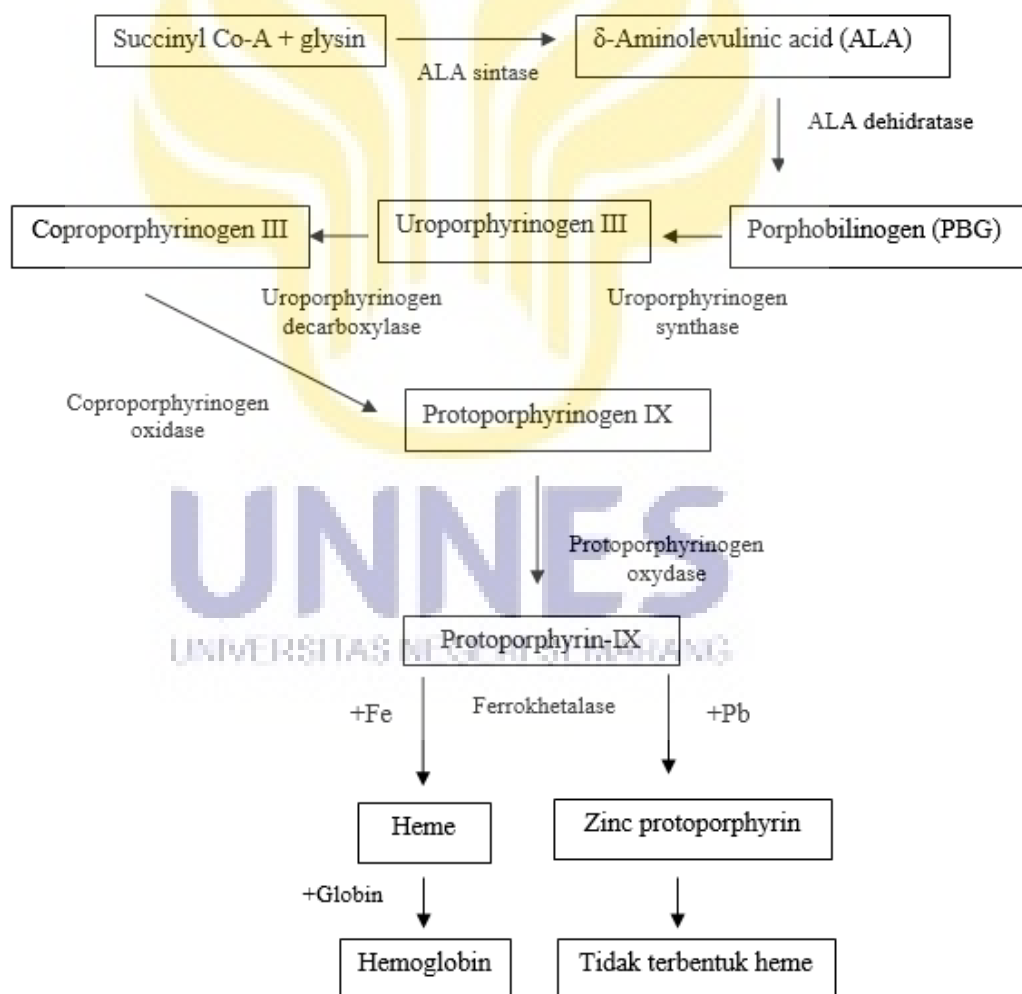 Succinyl Co-A + glysin
ALA sintase
δ-Aminolevulinic acid (ALA)
ALA dehidratase
Coproporphyrinogen III
Uroporphyrinogen III
Porphobilinogen (PBG)
Uroporphyrinogen
decarboxylase
Uroporphyrinogen
synthase
Coproporphyrinogen
oxidase
Protoporphyrinogen IX
UNNES
Protoporphyrinogen
oxydase
Protoporphyrin-IX
UNIVERSITAS NEGERI SEMARANG
+Fe
Ferrokhetalase
+Pb
Heme
Zinc protoporphyrin
+Globin
Hemoglobin
Tidak terbentuk heme